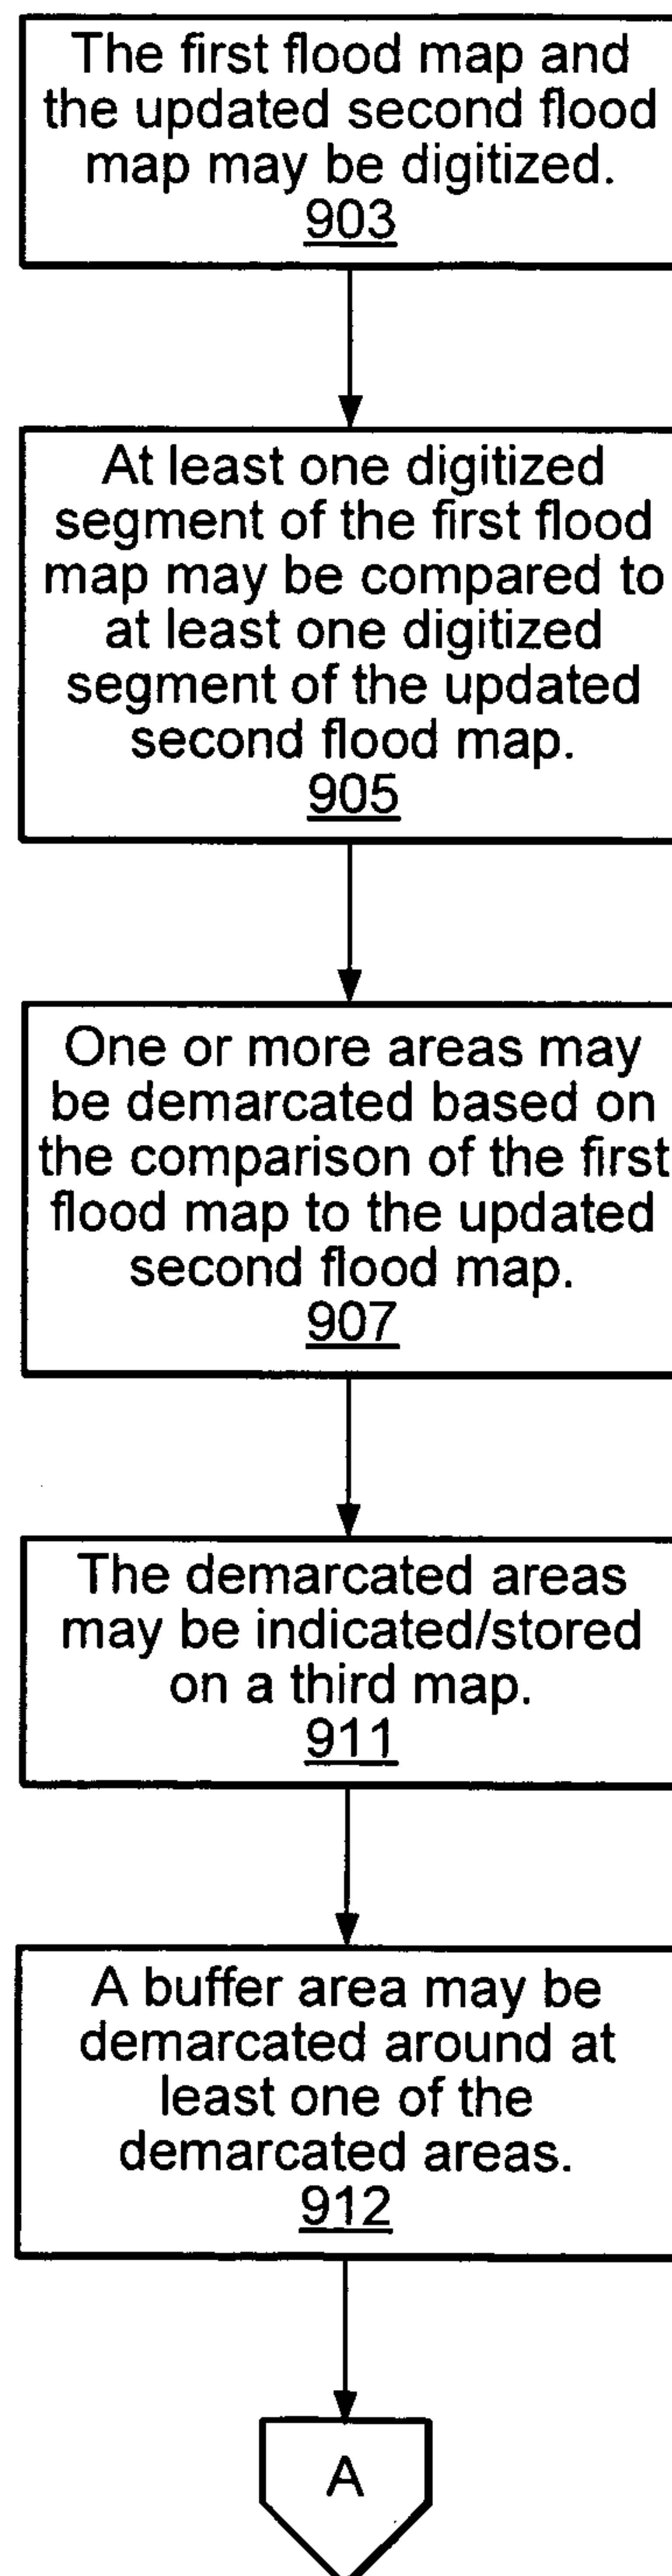 The first flood map and
the updated second flood
map may be digitized.
903
At least one digitized
segment of the first flood
map may be compared to
at least one digitized
segment of the updated
second flood map.
905
One or more areas may
be demarcated based on
the comparison of the first
flood map to the updated
second flood map.
907
The demarcated areas
may be indicated/stored
on a third map.
911
A buffer area may be
demarcated around at
least one of the
demarcated areas.
912
A